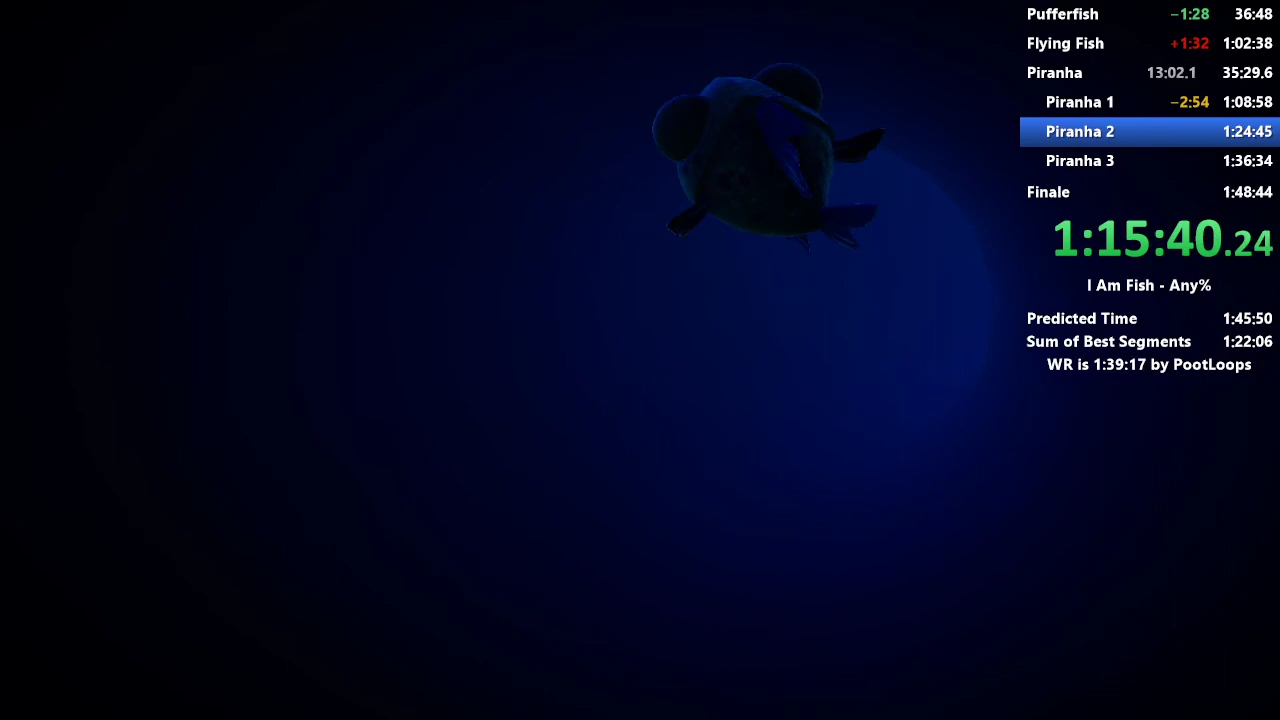 Pufferfish −1:28 36:48
Flying Fish +1:32 1:02:38
Piranha 13:02.1 35:29.6
Piranha 1 −2:54 1:08:58
Piranha 2 1:24:45
Piranha 3 1:36:34
Finale 1:48:44
1:15:40.24
I Am Fish - Any%
Predicted Time 1:45:50
Sum of Best Segments 1:22:06
WR is 1:39:17 by PootLoops